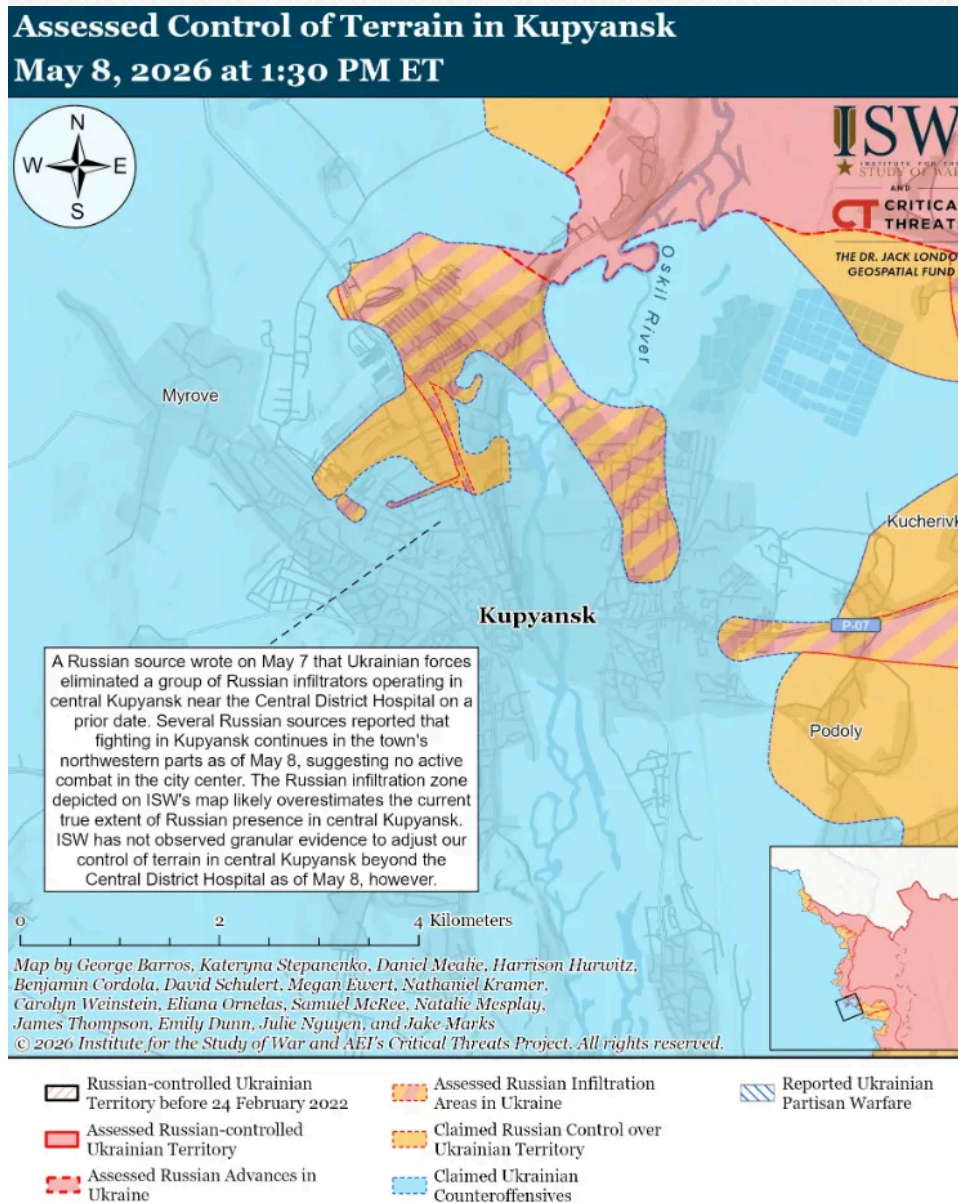 Assessed Control of Terrain in Kupyansk
May 8, 2026 at 1:30 PM ET
N
W
E
S
ISW
INSTITUTE FOR THE
STUDY OF WAR
AND
CT CRITICAL
THREATS
THE DR. JACK LONDO
GEOSPATIAL FUND
Oskil River
Myrove
Kucherivk
Kupyansk
P-07
Podoly
A Russian source wrote on May 7 that Ukrainian forces
eliminated a group of Russian infiltrators operating in
central Kupyansk near the Central District Hospital on a
prior date. Several Russian sources reported that
fighting in Kupyansk continues in the town's
northwestern parts as of May 8, suggesting no active
combat in the city center. The Russian infiltration zone
depicted on ISW's map likely overestimates the current
true extent of Russian presence in central Kupyansk.
ISW has not observed granular evidence to adjust our
control of terrain in central Kupyansk beyond the
Central District Hospital as of May 8, however.
0 2 4 Kilometers
Map by George Barros, Kateryna Stepanenko, Daniel Mealie, Harrison Hurwitz,
Benjamin Cordola, David Schulert, Megan Ewert, Nathaniel Kramer,
Carolyn Weinstein, Eliana Ornelas, Samuel McRee, Natalie Mesplay,
James Thompson, Emily Dunn, Julie Nguyen, and Jake Marks
© 2026 Institute for the Study of War and AEI's Critical Threats Project. All rights reserved.
Russian-controlled Ukrainian
Territory before 24 February 2022
Assessed Russian-controlled
Ukrainian Territory
Assessed Russian Advances in
Ukraine
Assessed Russian Infiltration
Areas in Ukraine
Claimed Russian Control over
Ukrainian Territory
Claimed Ukrainian
Counteroffensives
Reported Ukrainian
Partisan Warfare